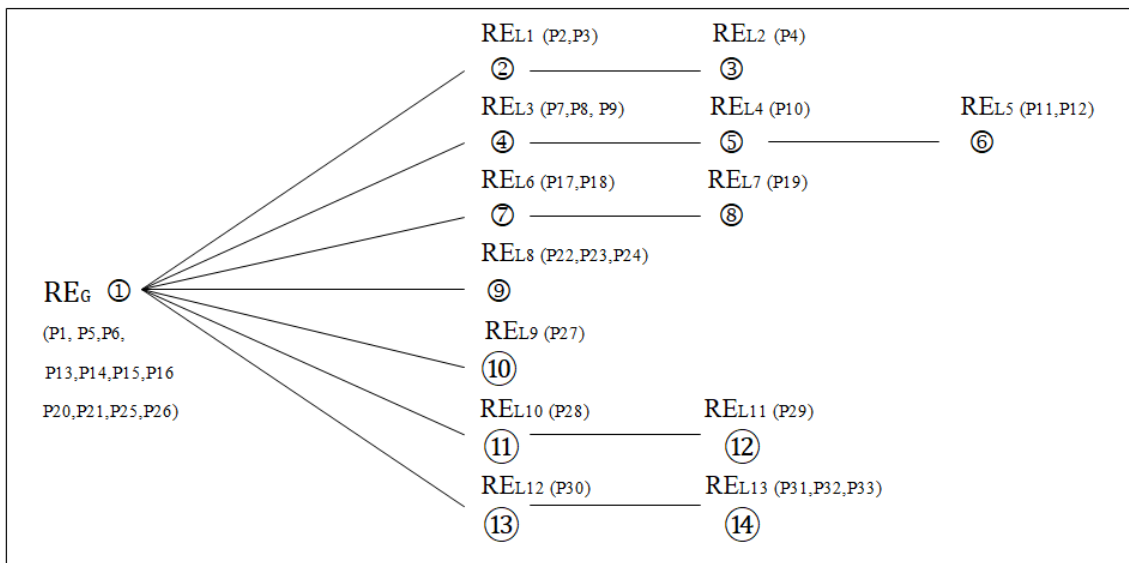 REL1 (P2,P3) REL2 (P4)
② ③
REL3 (P7,P8, P9) REL4 (P10) REL5 (P11,P12)
④ ⑤ ⑥
REL6 (P17,P18) REL7 (P19)
⑦ ⑧
REL8 (P22,P23,P24)
⑨
REG ①
(P1, P5,P6,
P13,P14,P15,P16
P20,P21,P25,P26)
REL9 (P27)
⑩
REL10 (P28) REL11 (P29)
⑪ ⑫
REL12 (P30) REL13 (P31,P32,P33)
⑬ ⑭